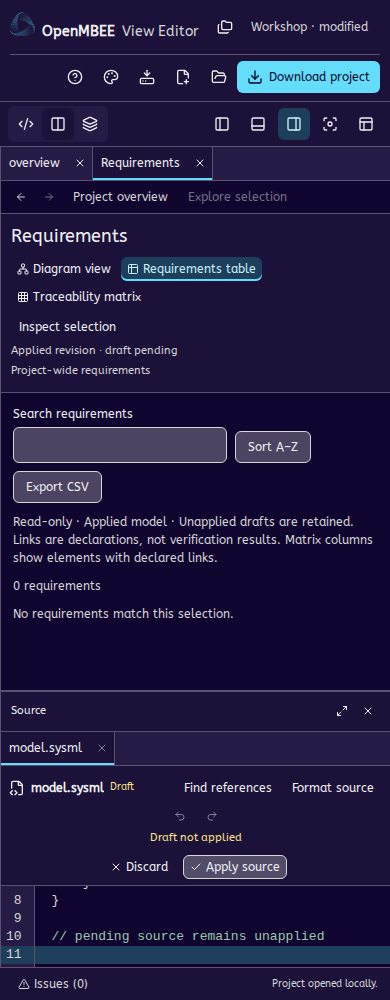 OpenMBEE View Editor Workshop · modified
Download project
overview × Requirements ×
Project overview Explore selection
Requirements
Diagram view Requirements table
Traceability matrix
Inspect selection
Applied revision · draft pending
Project-wide requirements
Search requirements
Sort A–Z
Export CSV
Read-only · Applied model · Unapplied drafts are retained.
Links are declarations, not verification results. Matrix columns
show elements with declared links.
0 requirements
No requirements match this selection.
Source
model.sysml ×
model.sysml Draft Find references Format source
Draft not applied
Discard Apply source
8 }
9
10 // pending source remains unapplied
11
Issues (0) Project opened locally.